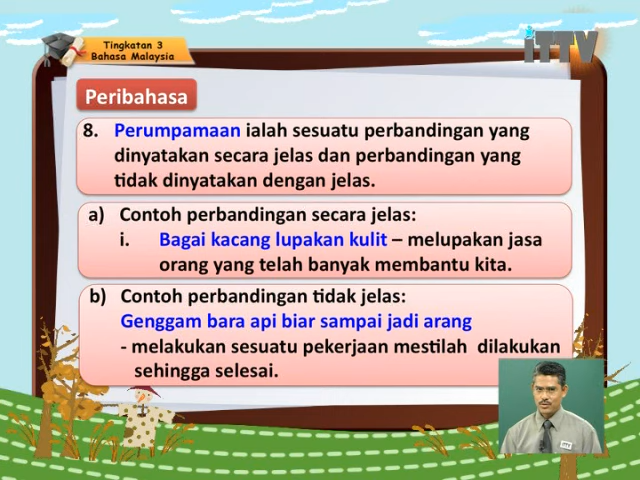 Tingkatan 3
Bahasa Malaysia
iTTV
Peribahasa
8. Perumpamaan ialah sesuatu perbandingan yang
dinyatakan secara jelas dan perbandingan yang
tidak dinyatakan dengan jelas.
a) Contoh perbandingan secara jelas:
i. Bagai kacang lupakan kulit – melupakan jasa
orang yang telah banyak membantu kita.
b) Contoh perbandingan tidak jelas:
Genggam bara api biar sampai jadi arang
- melakukan sesuatu pekerjaan mestilah dilakukan
sehingga selesai.
iTTV